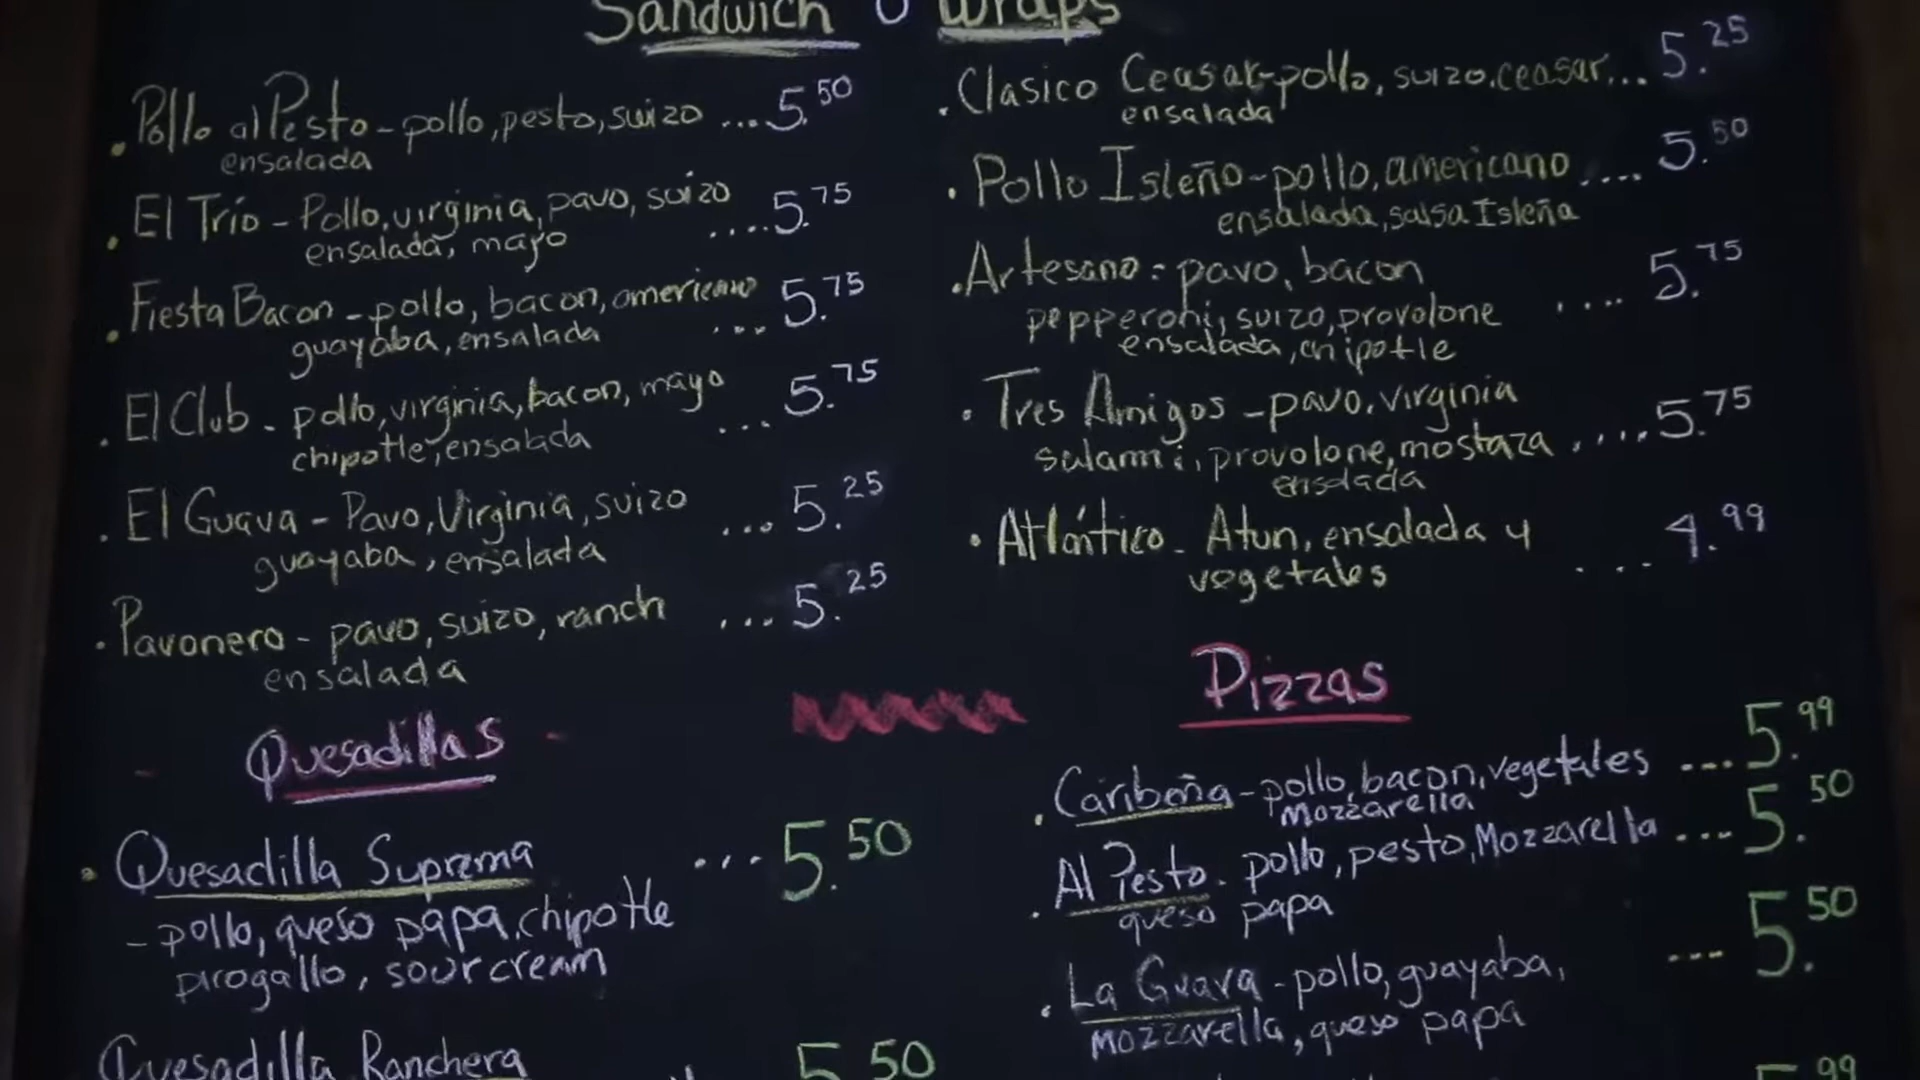 Sandwich o Wraps
. Pollo al Pesto - pollo, pesto, suizo ... 5.50
ensalada
. El Trío - Pollo, virginia, pavo, suizo
ensalada, mayo .... 5.75
. Fiesta Bacon - pollo, bacon, americano
guayaba, ensalada ... 5.75
. El Club - pollo, virginia, bacon, mayo
chipotle, ensalada ... 5.75
. El Guava - Pavo, Virginia, suizo
guayaba, ensalada ... 5.25
. Pavonero - pavo, suizo, ranch ... 5.25
ensalada
. Clasico Ceasar - pollo, suizo, ceasar... 5.25
ensalada
. Pollo Isleño - pollo, americano .... 5.50
ensalada, salsa Isleña
. Artesano - pavo, bacon
pepperoni, suizo, provolone .... 5.75
ensalada, chipotle
. Tres Amigos - pavo, virginia
salami, provolone, mostaza .... 5.75
ensalada
. Atlántico - Atun, ensalada y
vegetales .... 4.99
Quesadillas
. Quesadilla Suprema ... 5.50
- pollo, queso papa, chipotle
picogallo, sour cream
Quesadilla Ranchera 5.50
Pizzas
. Caribeña - pollo, bacon, vegetales ... 5.99
Mozzarella
. Al Pesto - pollo, pesto, Mozzarella ... 5.50
queso papa
. La Guava - pollo, guayaba, --- 5.50
mozzarella, queso papa
5.99